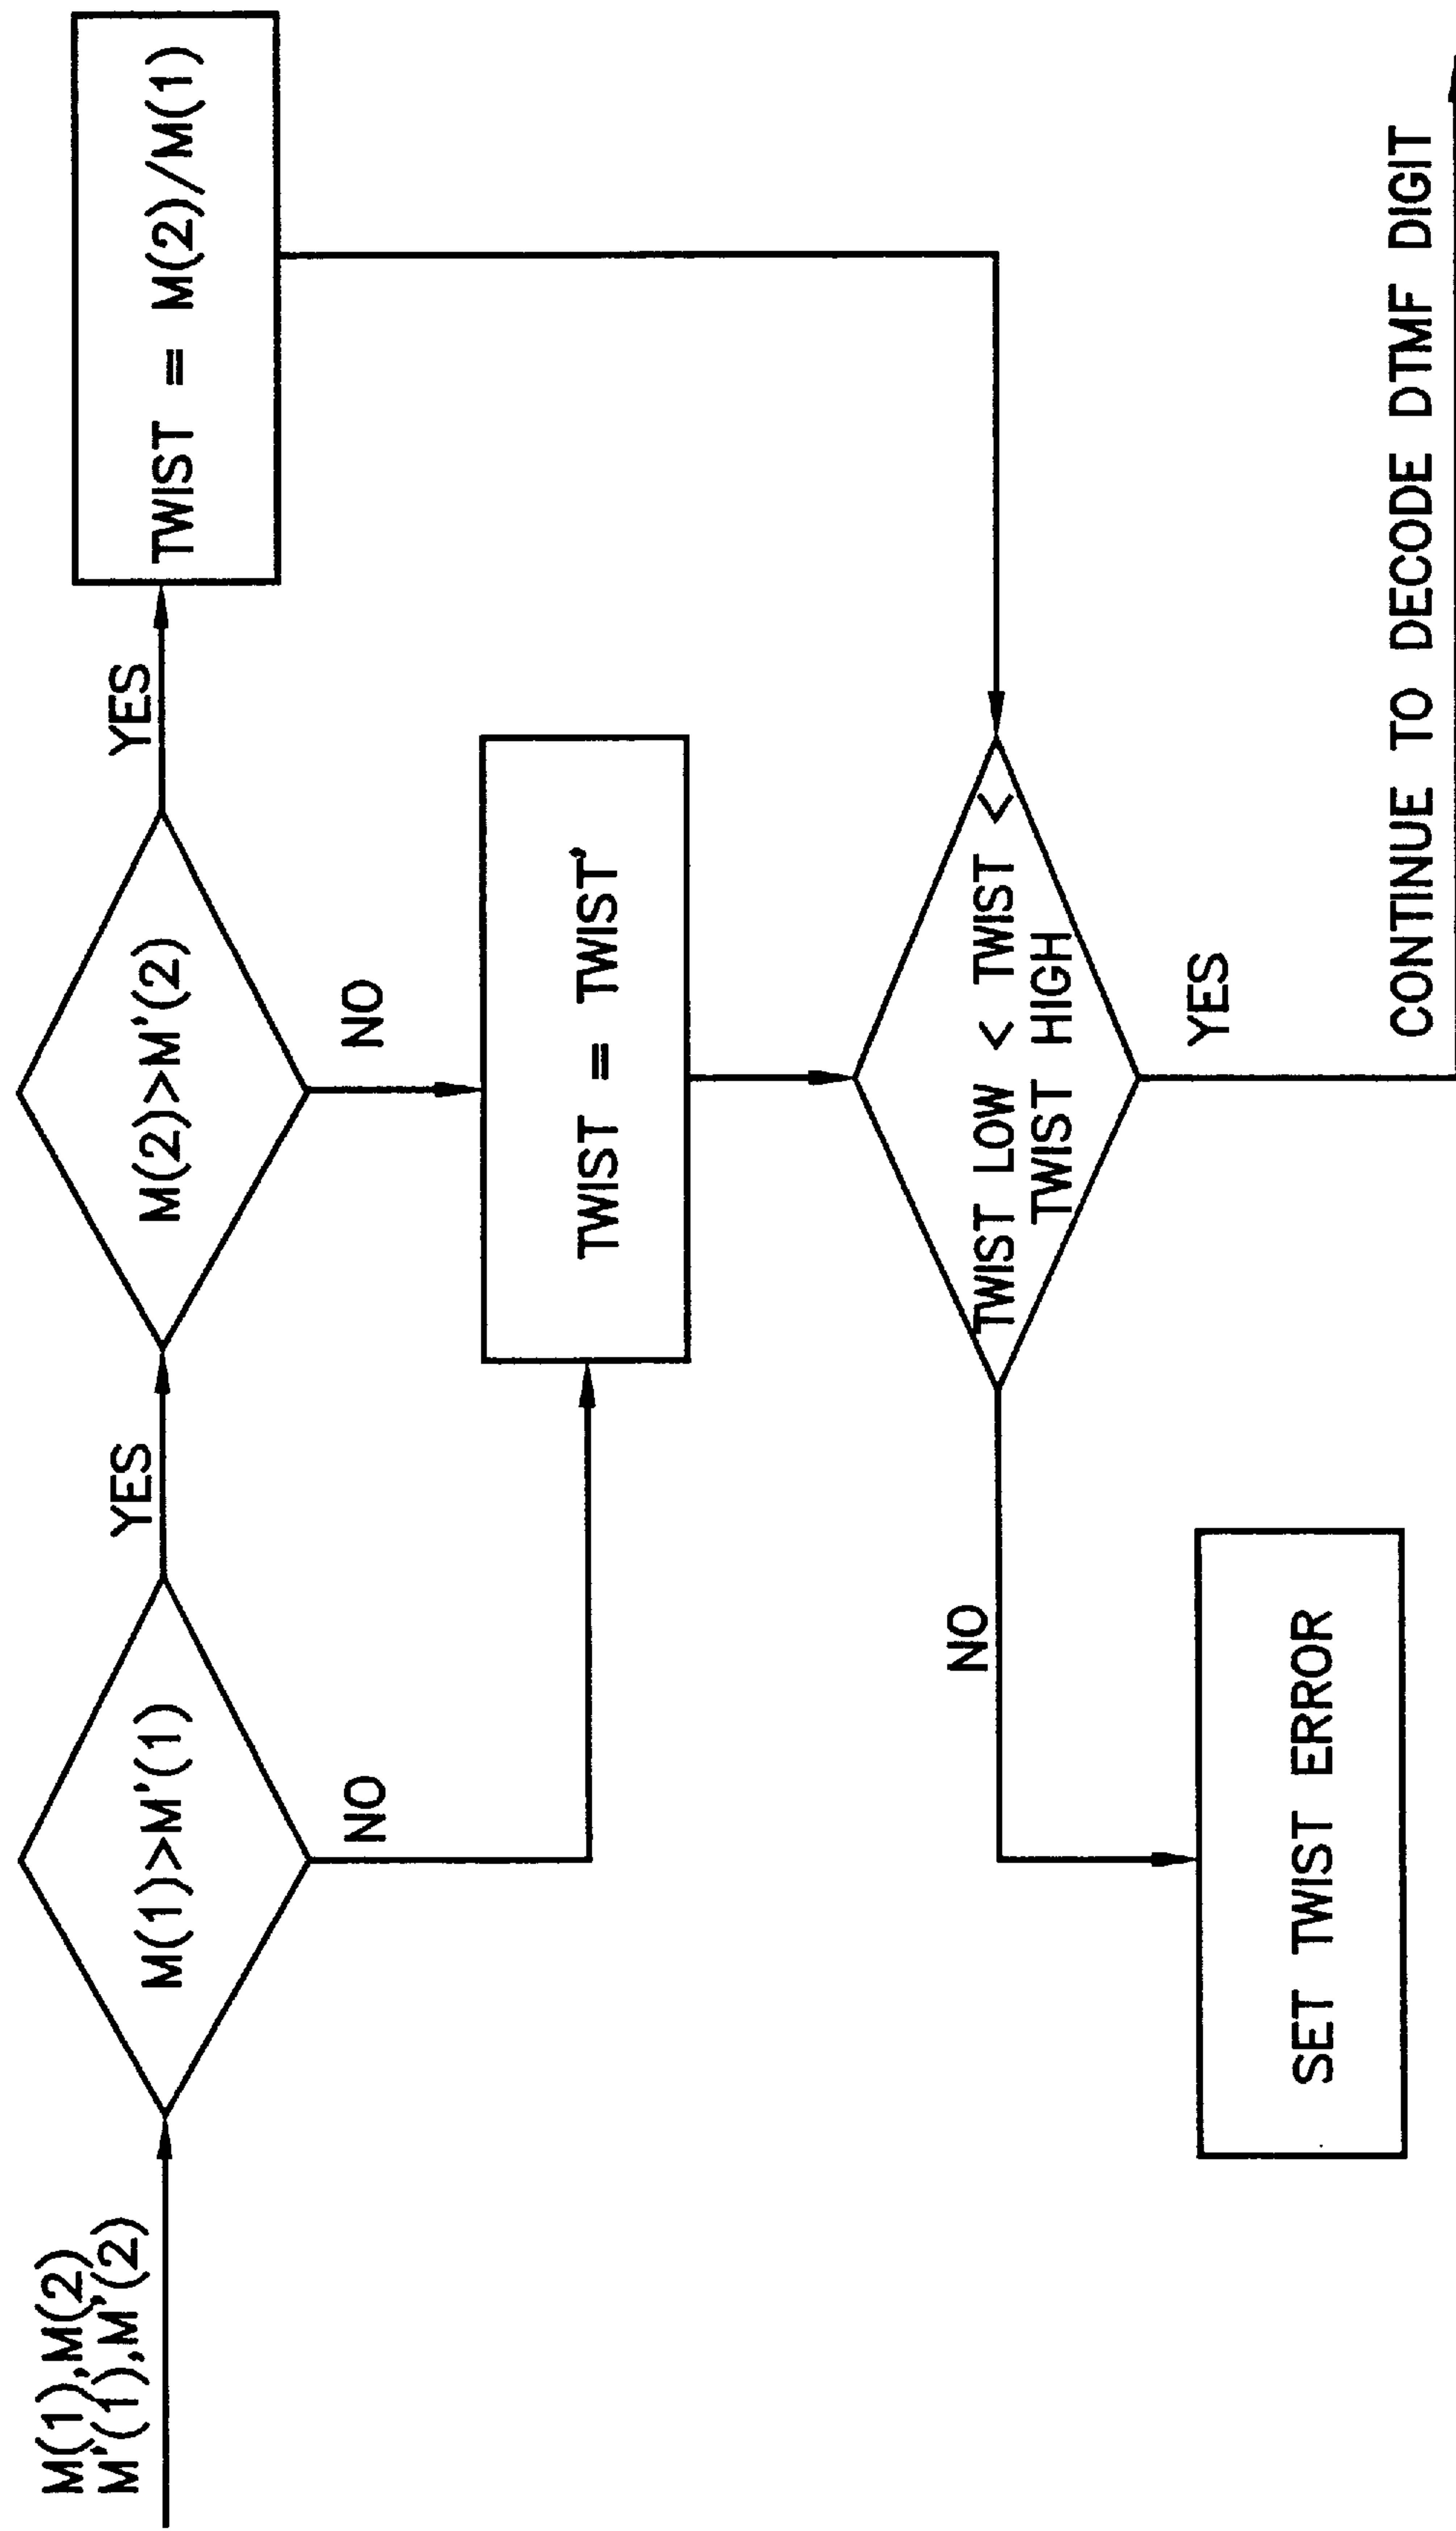 M(1),M(2)
M'(1),M'(2)
M(1)>M'(1)
YES
M(2)>M'(2)
YES
TWIST = M(2)/M(1)
NO
NO
TWIST = TWIST'
TWIST LOW < TWIST <
TWIST HIGH
NO
YES
SET TWIST ERROR
CONTINUE TO DECODE DTMF DIGIT